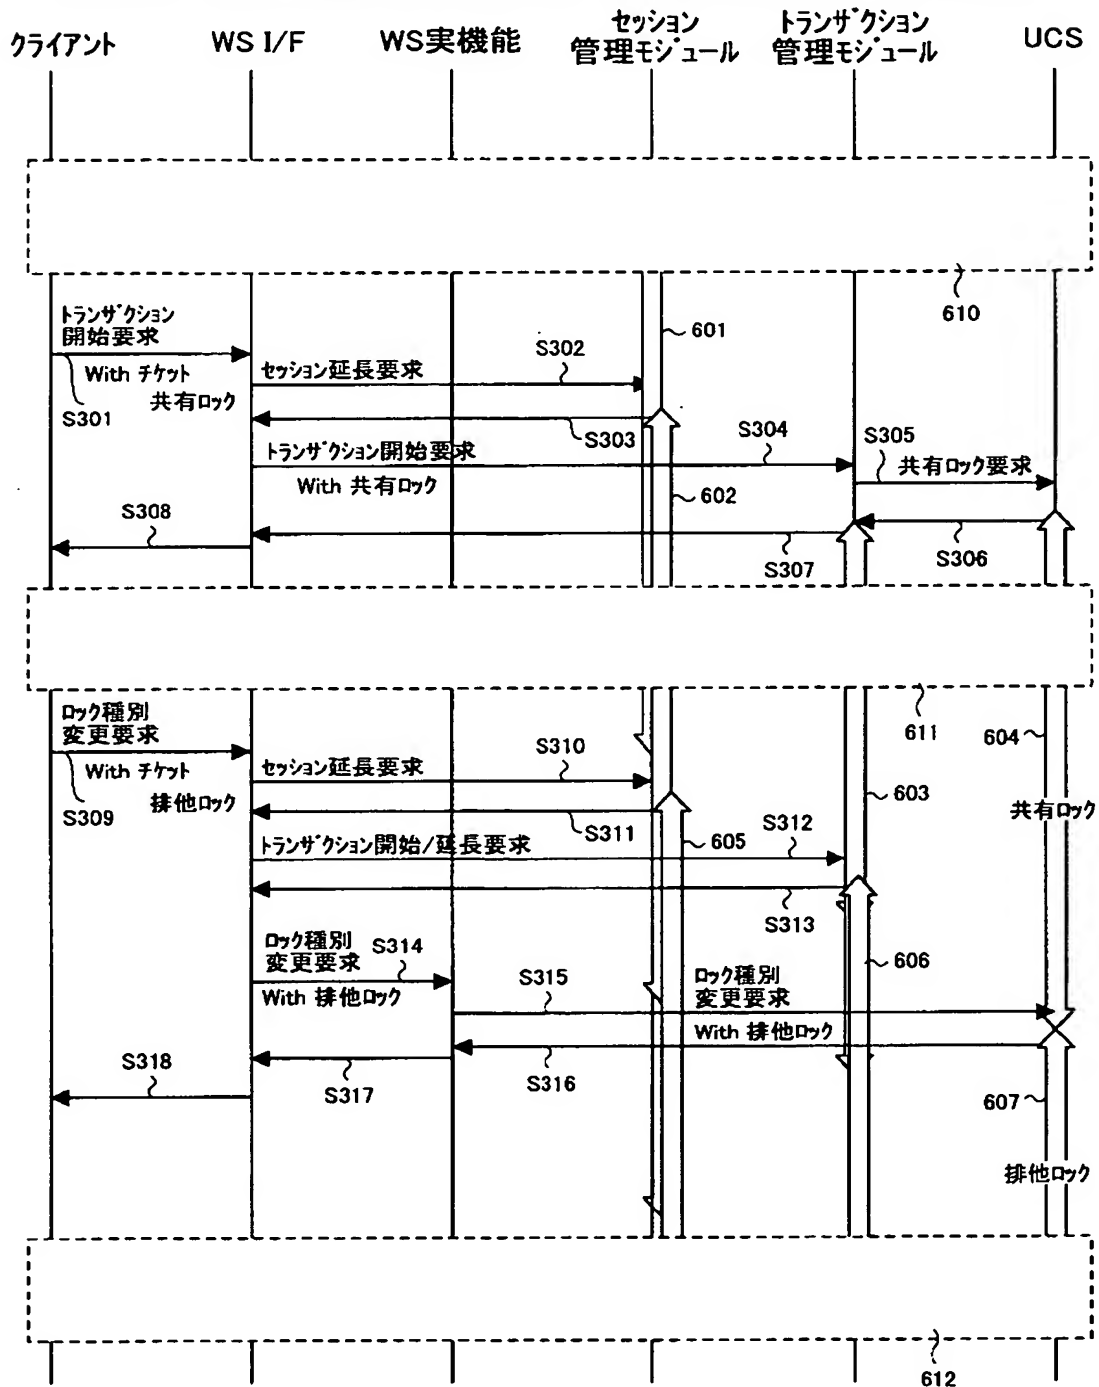 クライアント
WS I/F
WS実機能
セッション
管理モジュール
トランザクション
管理モジュール
UCS
610
トランザクション
開始要求
With チケット
共有ロック
S301
セッション延長要求
S302
601
S303
トランザクション開始要求
With 共有ロック
S304
S305
共有ロック要求
602
S308
S307
S306
611
604
ロック種別
変更要求
With チケット
排他ロック
S309
セッション延長要求
S310
603
共有ロック
S311
605
トランザクション開始/延長要求
S312
S313
ロック種別
変更要求
With 排他ロック
S314
S315
ロック種別
変更要求
With 排他ロック
606
S318
S317
S316
607
排他ロック
612